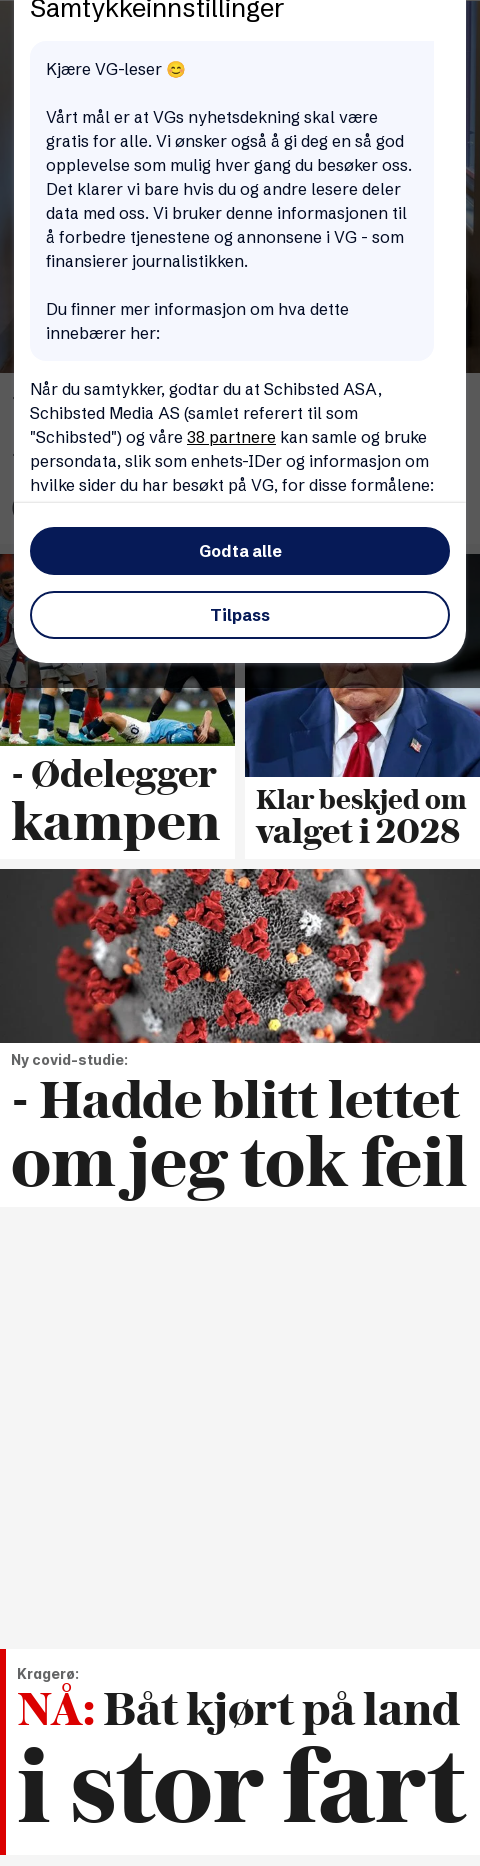 Samtykkeinnstillinger
Kjære VG-leser 😊
Vårt mål er at VGs nyhetsdekning skal være
gratis for alle. Vi ønsker også å gi deg en så god
opplevelse som mulig hver gang du besøker oss.
Det klarer vi bare hvis du og andre lesere deler
data med oss. Vi bruker denne informasjonen til
å forbedre tjenestene og annonsene i VG - som
finansierer journalistikken.
Du finner mer informasjon om hva dette
innebærer her:
Når du samtykker, godtar du at Schibsted ASA,
Schibsted Media AS (samlet referert til som
"Schibsted") og våre 38 partnere kan samle og bruke
persondata, slik som enhets-IDer og informasjon om
hvilke sider du har besøkt på VG, for disse formålene:
Godta alle
Tilpass
- Ødelegger
kampen
Klar beskjed om
valget i 2028
Ny covid-studie:
- Hadde blitt lettet
om jeg tok feil
Kragerø:
NÅ: Båt kjørt på land
i stor fart